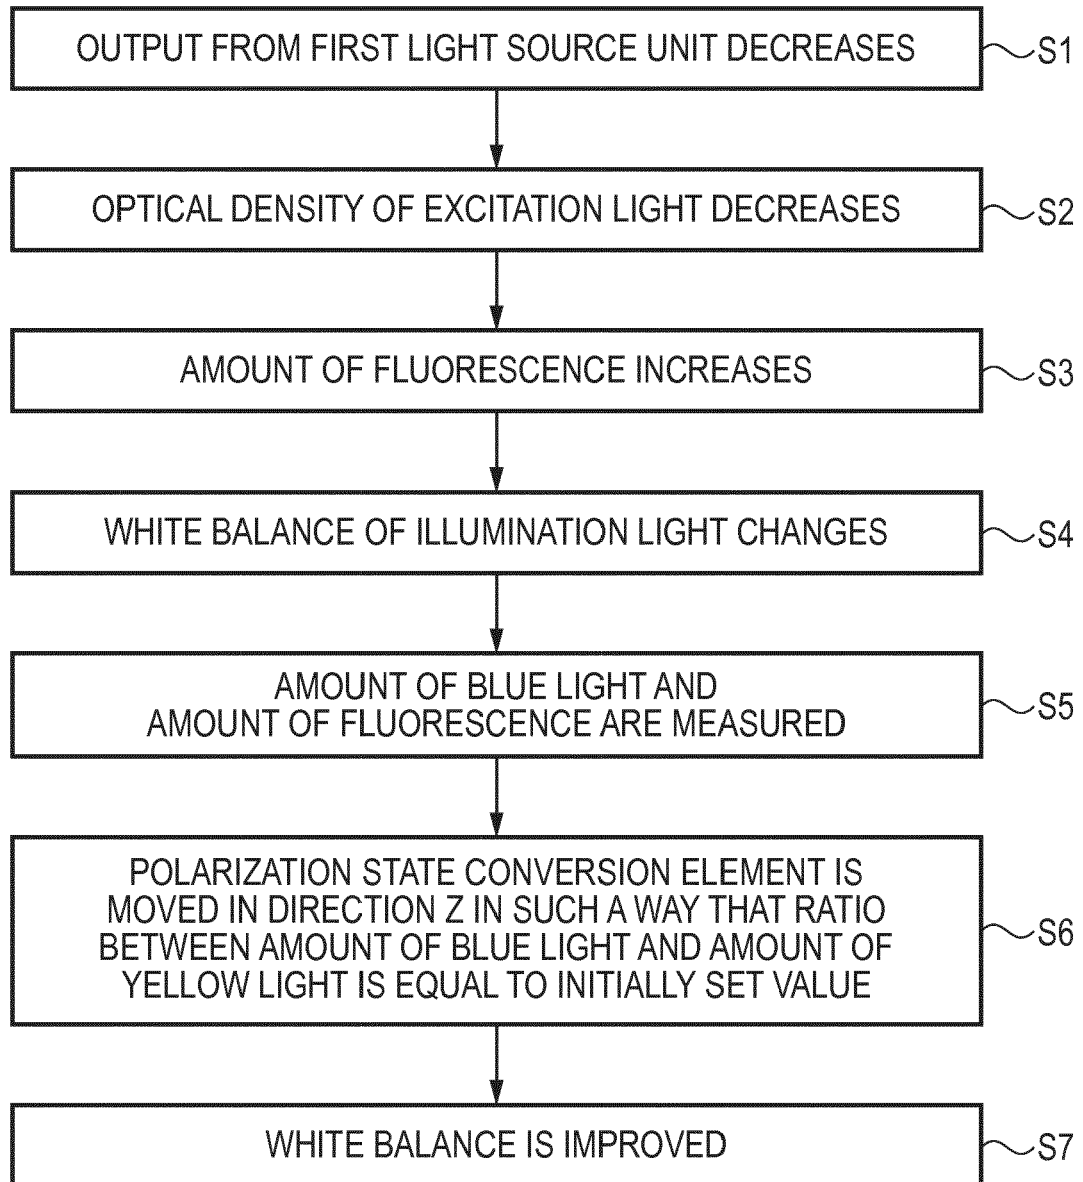 OUTPUT FROM FIRST LIGHT SOURCE UNIT DECREASES
S1
OPTICAL DENSITY OF EXCITATION LIGHT DECREASES
S2
AMOUNT OF FLUORESCENCE INCREASES
S3
WHITE BALANCE OF ILLUMINATION LIGHT CHANGES
S4
AMOUNT OF BLUE LIGHT AND
AMOUNT OF FLUORESCENCE ARE MEASURED
S5
POLARIZATION STATE CONVERSION ELEMENT IS
MOVED IN DIRECTION Z IN SUCH A WAY THAT RATIO
BETWEEN AMOUNT OF BLUE LIGHT AND AMOUNT OF
YELLOW LIGHT IS EQUAL TO INITIALLY SET VALUE
S6
WHITE BALANCE IS IMPROVED
S7